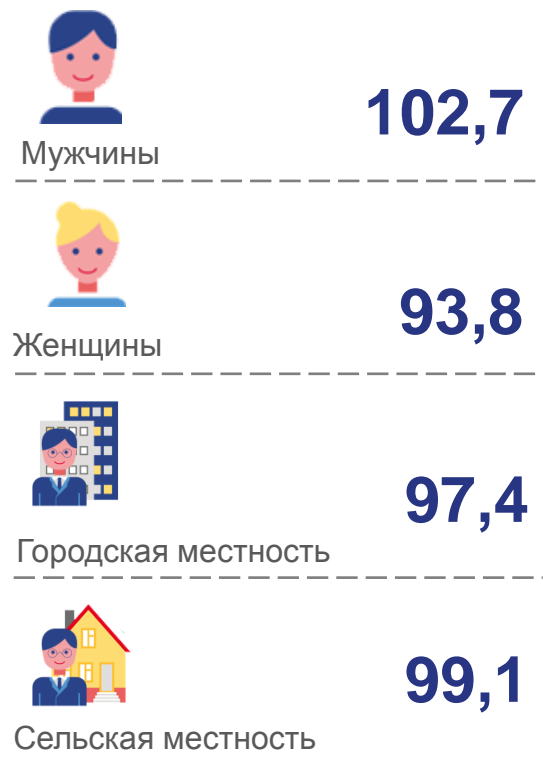 102,7
Мужчины
93,8
Женщины
97,4
Городская местность
99,1
Сельская местность